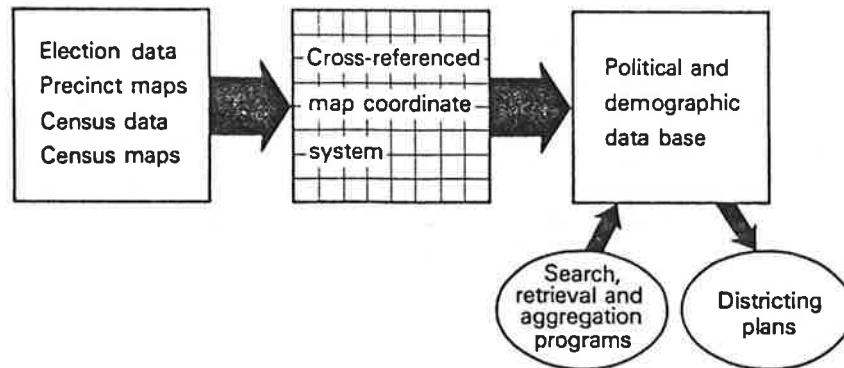 Election data
Precinct maps
Census data
Census maps
Cross-referenced
map coordinate
system
Political and
demographic
data base
Search,
retrieval and
aggregation
programs
Districting
plans